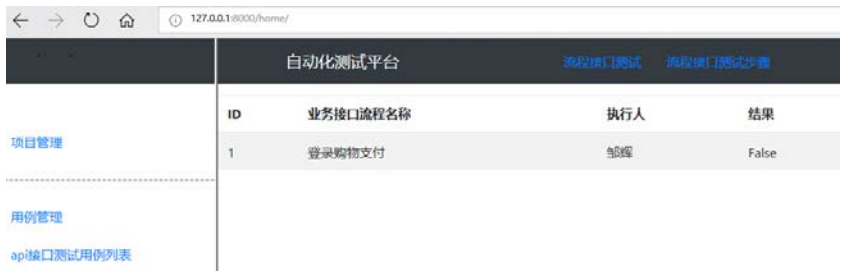 127.0.0.1:8000/home/
自动化测试平台 流程接口测试 流程接口测试步骤
ID 业务接口流程名称 执行人 结果
项目管理
1 登录购物支付 邹辉 False
用例管理
api接口测试用例列表